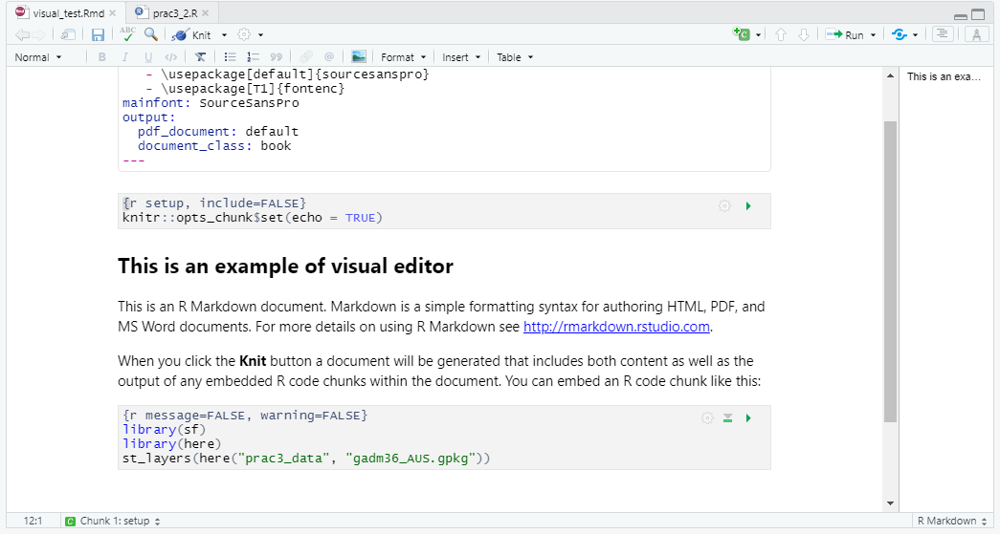 visual_test.Rmd
prac3_2.R
ABC
Knit
Run
Normal
B I U </>
Format
Insert
Table
- \usepackage[default]{sourcesanspro}
- \usepackage[T1]{fontenc}
mainfont: SourceSansPro
output:
pdf_document: default
document_class: book
---
{r setup, include=FALSE}
knitr::opts_chunk$set(echo = TRUE)
This is an example of visual editor
This is an R Markdown document. Markdown is a simple formatting syntax for authoring HTML, PDF, and
MS Word documents. For more details on using R Markdown see http://rmarkdown.rstudio.com.
When you click the Knit button a document will be generated that includes both content as well as the
output of any embedded R code chunks within the document. You can embed an R code chunk like this:
{r message=FALSE, warning=FALSE}
library(sf)
library(here)
st_layers(here("prac3_data", "gadm36_AUS.gpkg"))
This is an exa...
12:1
C Chunk 1: setup
R Markdown